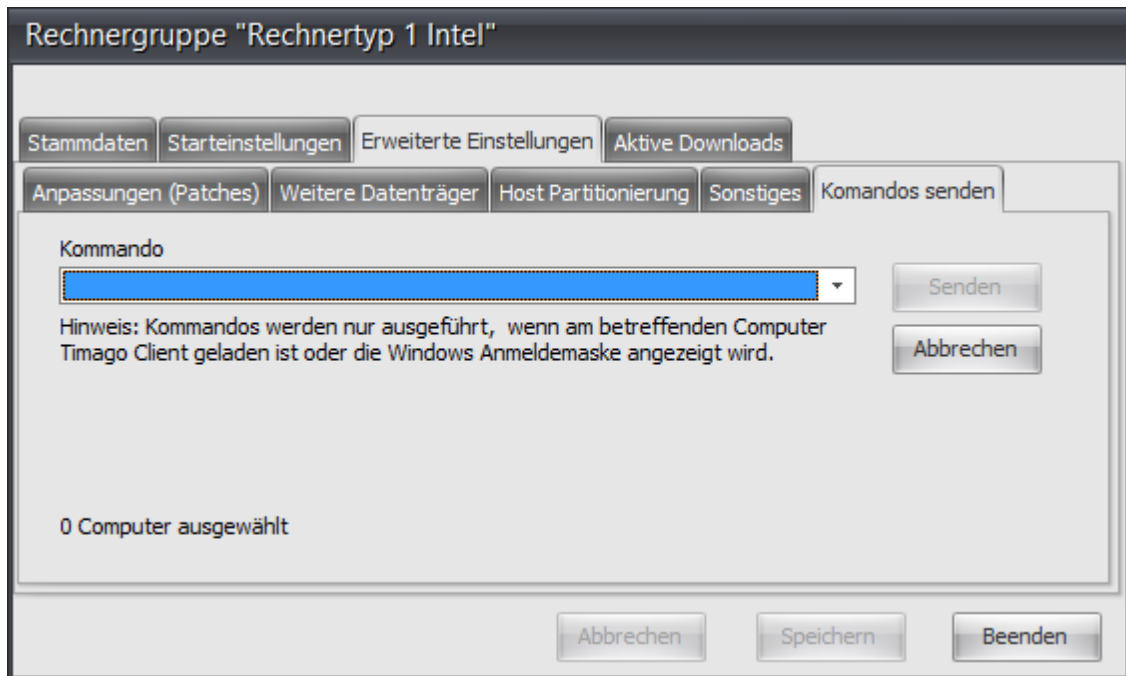 Rechnergruppe "Rechnertyp 1 Intel"
Stammdaten Starteinstellungen Erweiterte Einstellungen Aktive Downloads
Anpassungen (Patches) Weitere Datenträger Host Partitionierung Sonstiges Komandos senden
Kommando
Senden
Hinweis: Kommandos werden nur ausgeführt, wenn am betreffenden Computer
Timago Client geladen ist oder die Windows Anmeldemaske angezeigt wird.
Abbrechen
0 Computer ausgewählt
Abbrechen Speichern Beenden